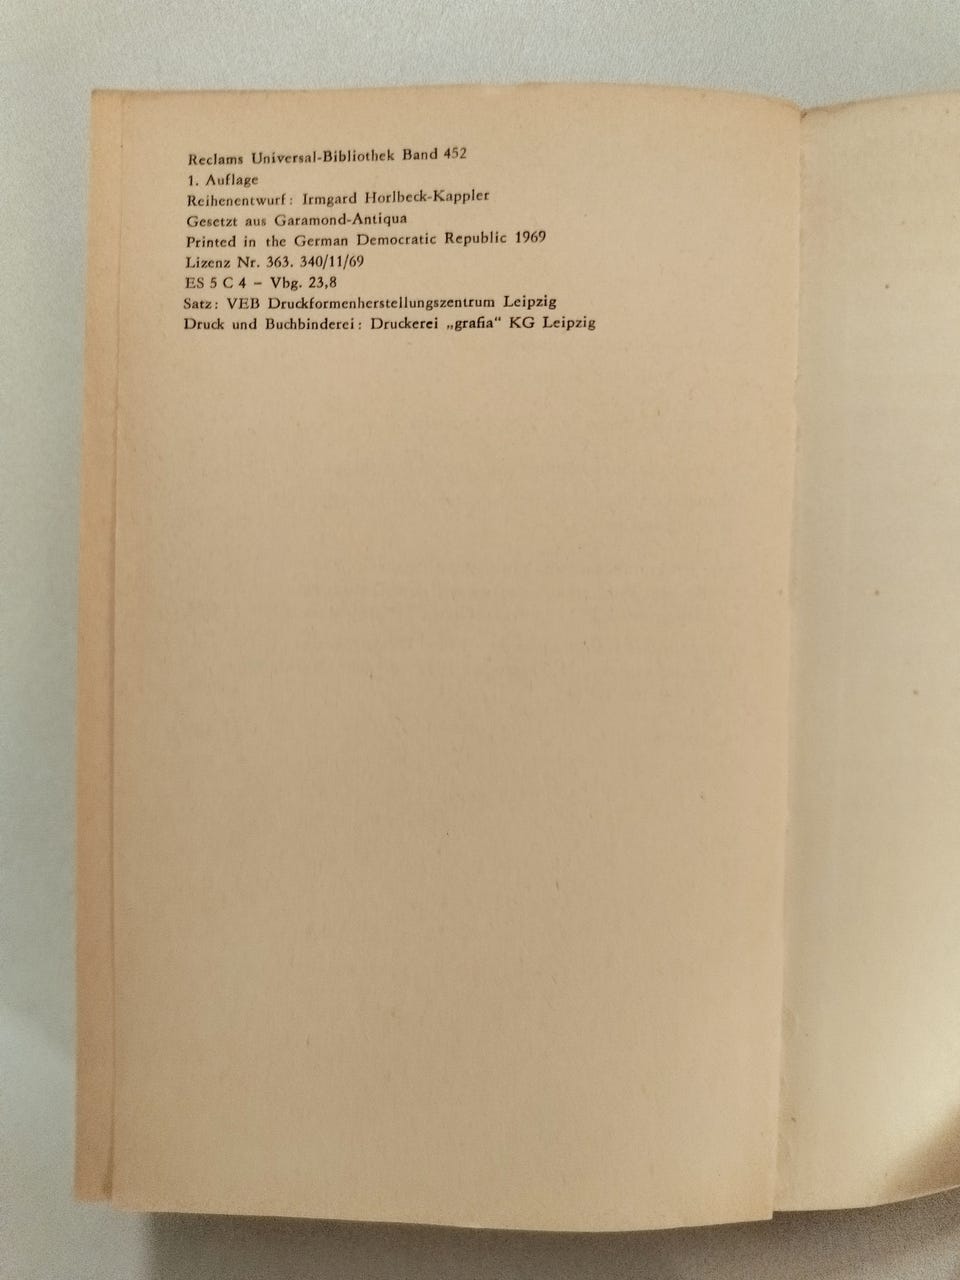 Reclams Universal-Bibliothek Band 452
1. Auflage
Reihenentwurf: Irmgard Horlbeck-Kappler
Gesetzt aus Garamond-Antiqua
Printed in the German Democratic Republic 1969
Lizenz Nr. 363. 340/11/69
ES 5 C 4 – Vbg. 23,8
Satz: VEB Druckformenherstellungszentrum Leipzig
Druck und Buchbinderei: Druckerei „grafia“ KG Leipzig